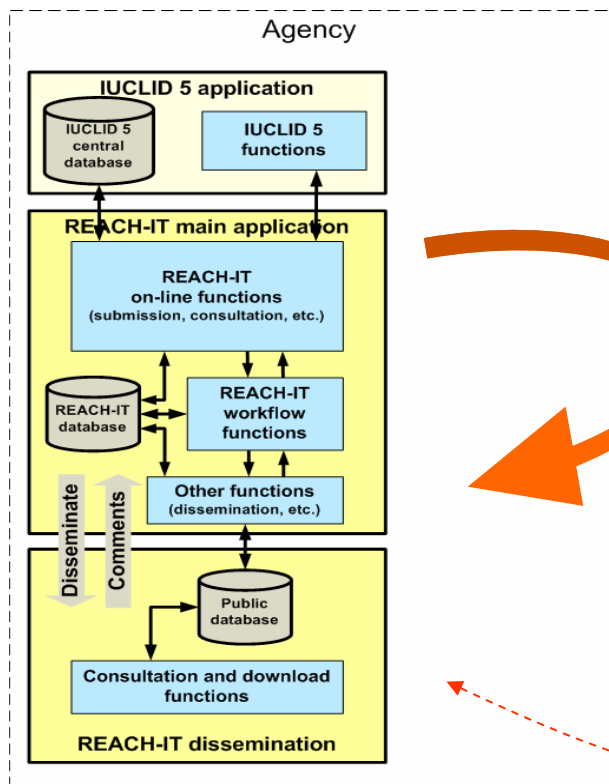 Agency
IUCLID 5 application
IUCLID 5
central
database
IUCLID 5
functions
REACH-IT main application
REACH-IT
on-line functions
(submission, consultation, etc.)
REACH-IT
database
REACH-IT
workflow
functions
Other functions
(dissemination, etc.)
Disseminate
Comments
Public
database
Consultation and download
functions
REACH-IT dissemination